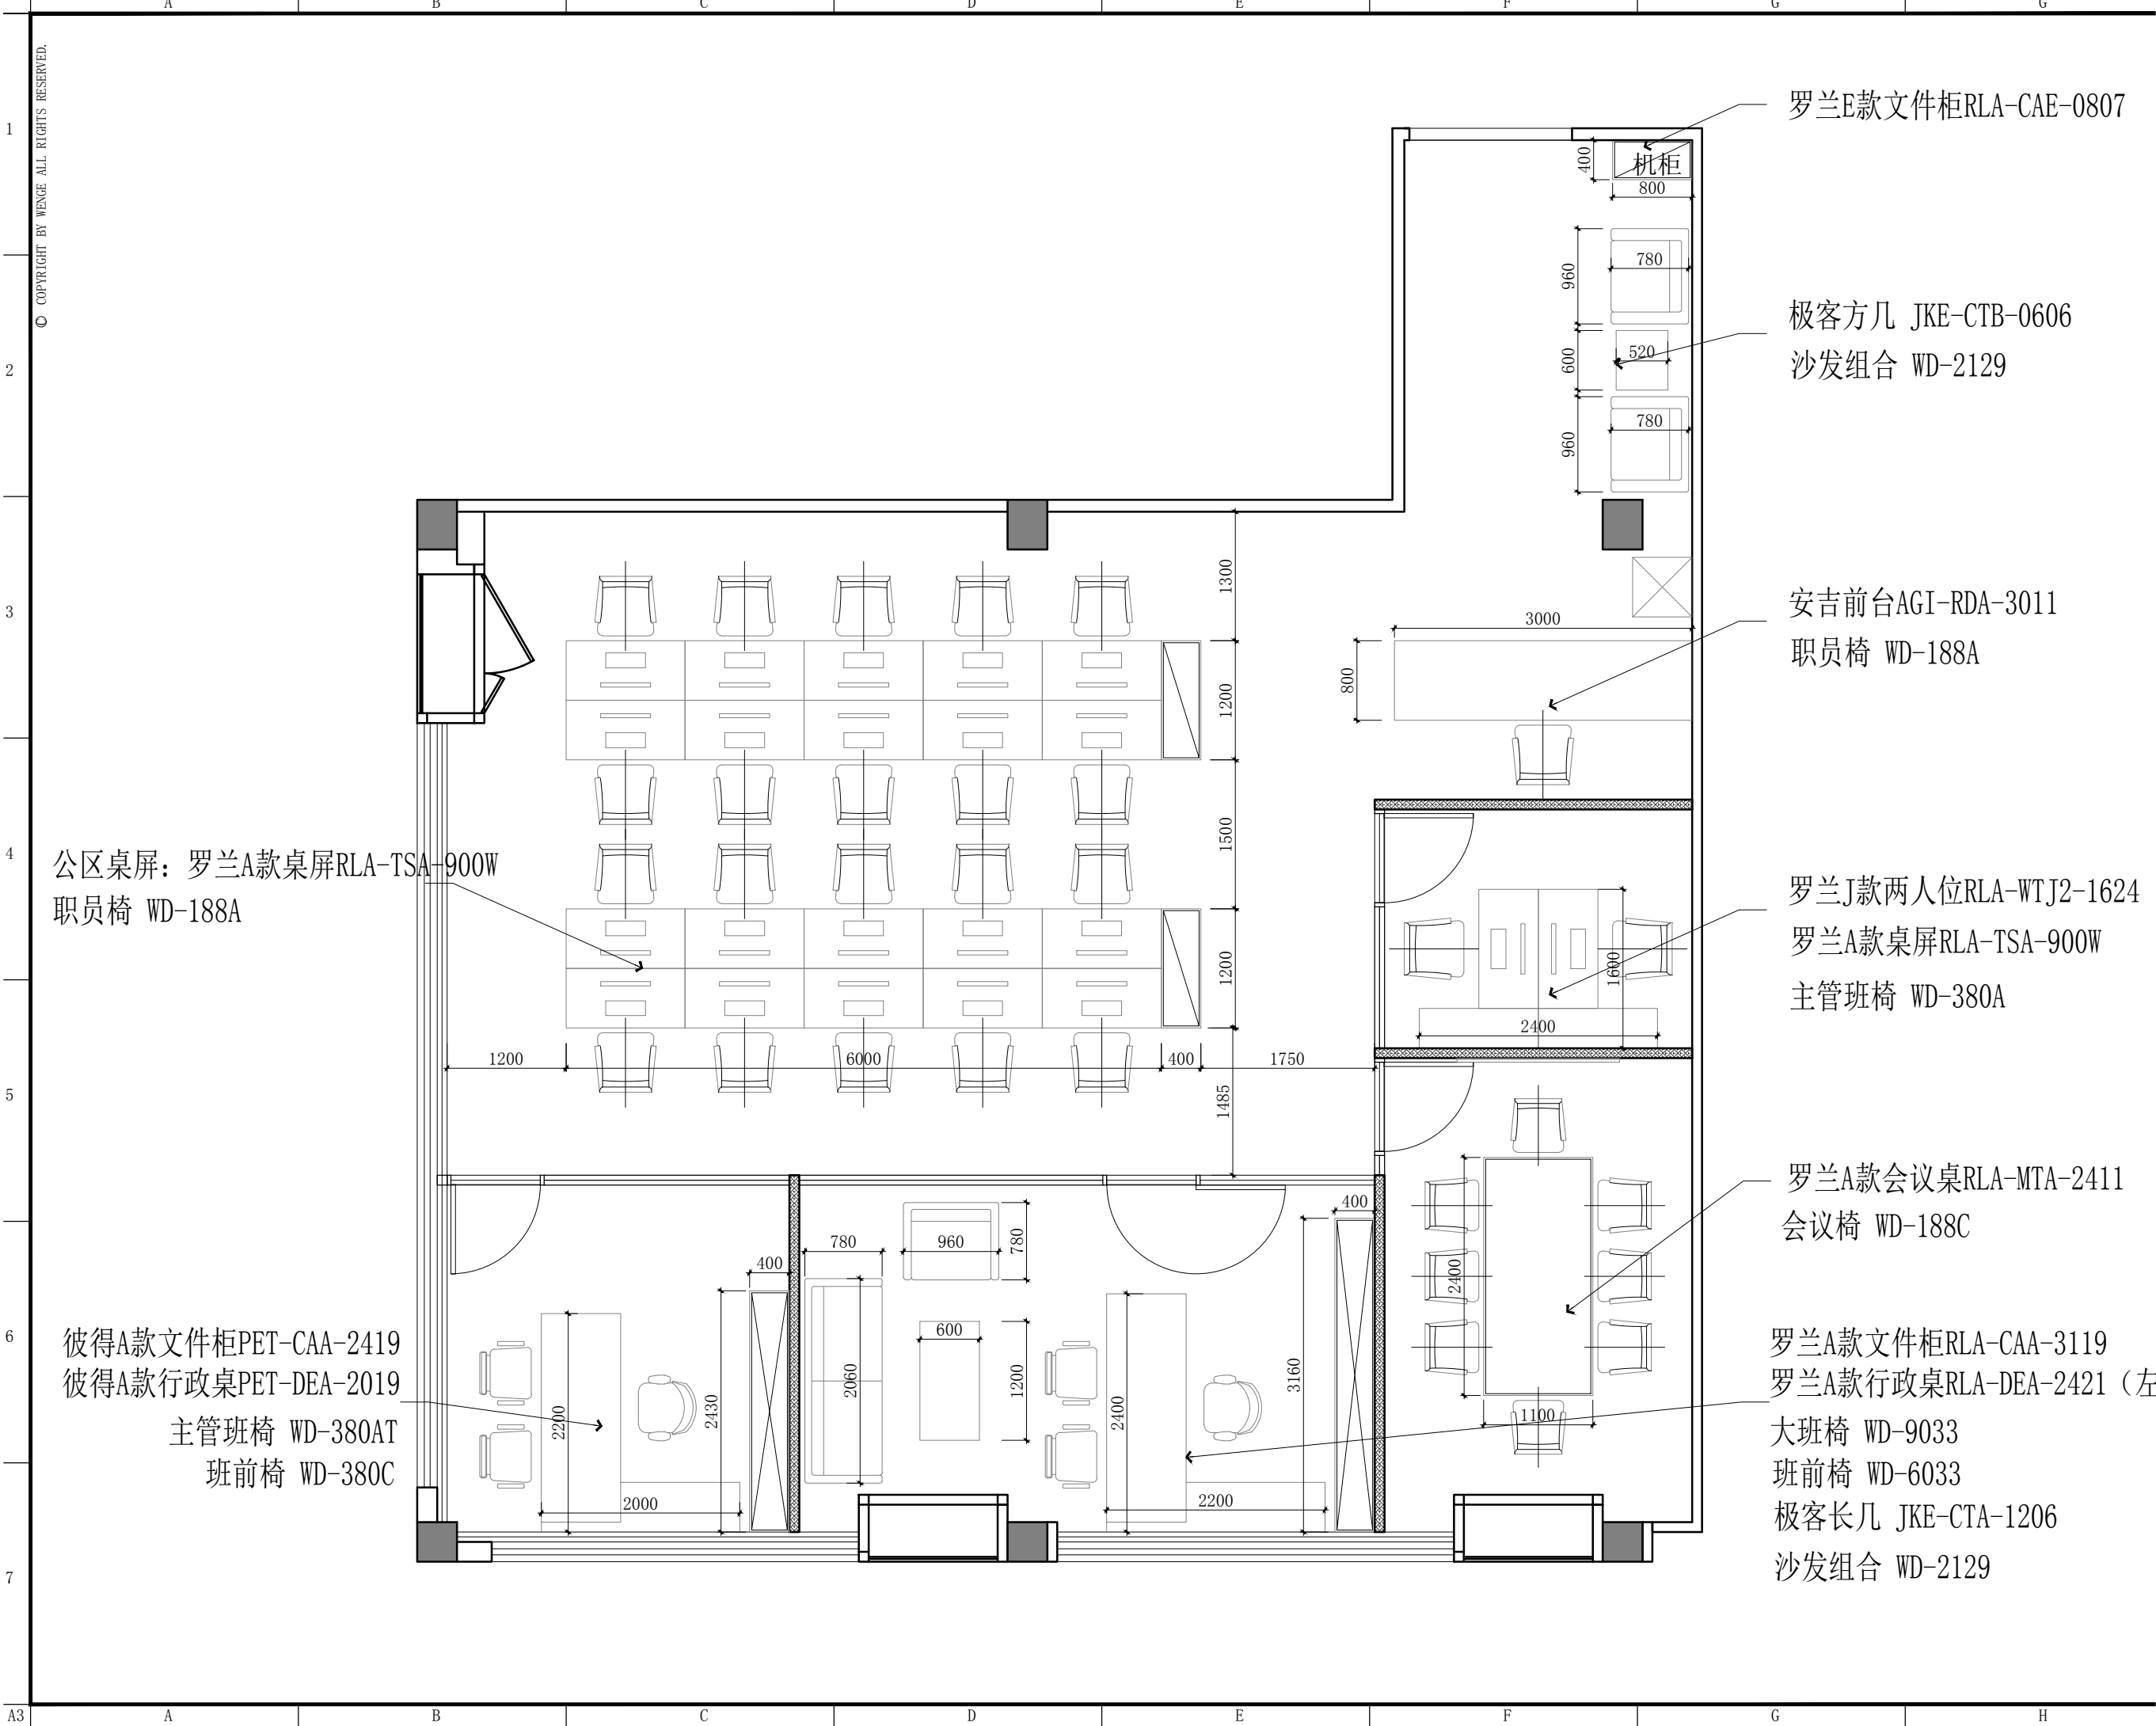 A B C D E F G G
© COPYRIGHT BY WENGE ALL RIGHTS RESERVED.
1
2
3
4
5
6
7
罗兰E款文件柜RLA-CAE-0807
机柜
400
800
960
780
极客方几 JKE-CTB-0606
沙发组合 WD-2129
600
520
960
780
安吉前台AGI-RDA-3011
职员椅 WD-188A
3000
800
1300
1200
1500
1200
1485
公区桌屏：罗兰A款桌屏RLA-TSA-900W
职员椅 WD-188A
1200
6000
400
1750
罗兰J款两人位RLA-WTJ2-1624
罗兰A款桌屏RLA-TSA-900W
主管班椅 WD-380A
1600
2400
罗兰A款会议桌RLA-MTA-2411
会议椅 WD-188C
2400
1100
彼得A款文件柜PET-CAA-2419
彼得A款行政桌PET-DEA-2019
主管班椅 WD-380AT
班前椅 WD-380C
400
2200
2430
2000
780
960
780
2060
600
1200
2400
400
3160
2200
罗兰A款文件柜RLA-CAA-3119
罗兰A款行政桌RLA-DEA-2421（左
大班椅 WD-9033
班前椅 WD-6033
极客长几 JKE-CTA-1206
沙发组合 WD-2129
A3 A B C D E F G H